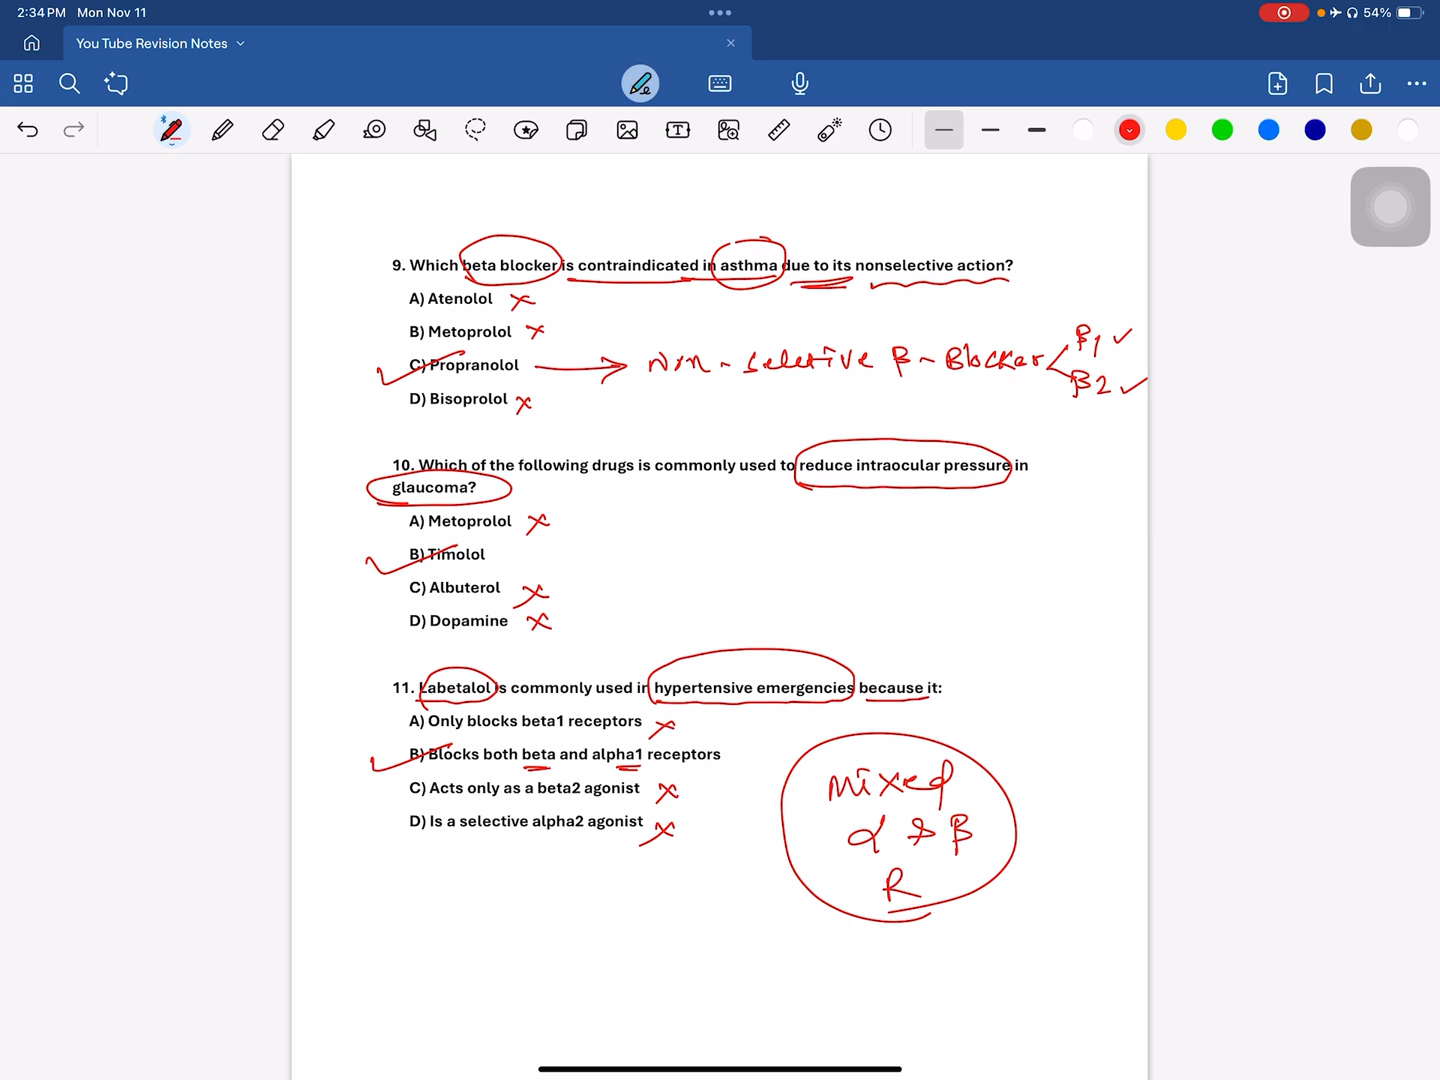 2:34 PM Mon Nov 11
54%
You Tube Revision Notes
9. Which beta blocker is contraindicated in asthma due to its nonselective action?
A) Atenolol
B) Metoprolol
β1
C) Propranolol Non-Seletive β-Blocker
β2
D) Bisoprolol
10. Which of the following drugs is commonly used to reduce intraocular pressure in
glaucoma?
A) Metoprolol
B) Timolol
C) Albuterol
D) Dopamine
11. Labetalol is commonly used in hypertensive emergencies because it:
A) Only blocks beta1 receptors
B) Blocks both beta and alpha1 receptors
C) Acts only as a beta2 agonist
D) Is a selective alpha2 agonist
Mixed
α & β
R